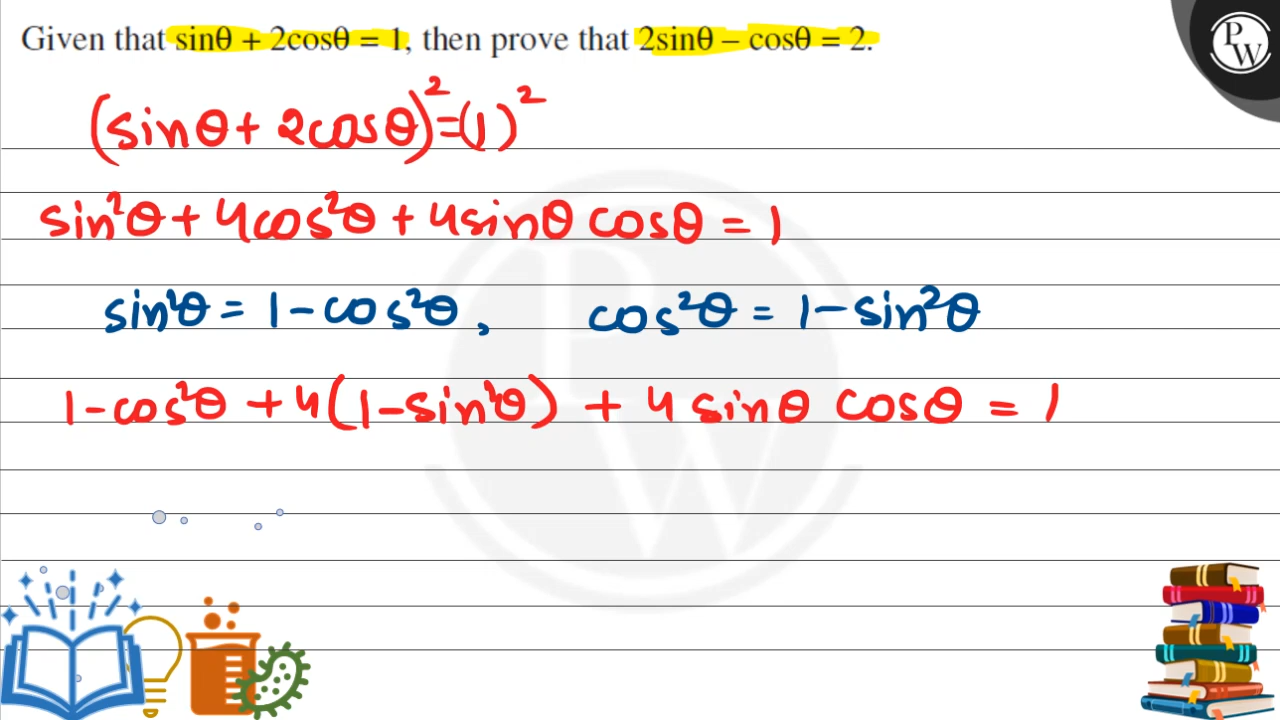 Given that sinθ + 2cosθ = 1, then prove that 2sinθ – cosθ = 2.
PW
(sinθ + 2cosθ)² = (1)²
sin²θ + 4cos²θ + 4sinθ cosθ = 1
sin²θ = 1 - cos²θ, cos²θ = 1 - sin²θ
1 - cos²θ + 4(1 - sin²θ) + 4 sinθ cosθ = 1